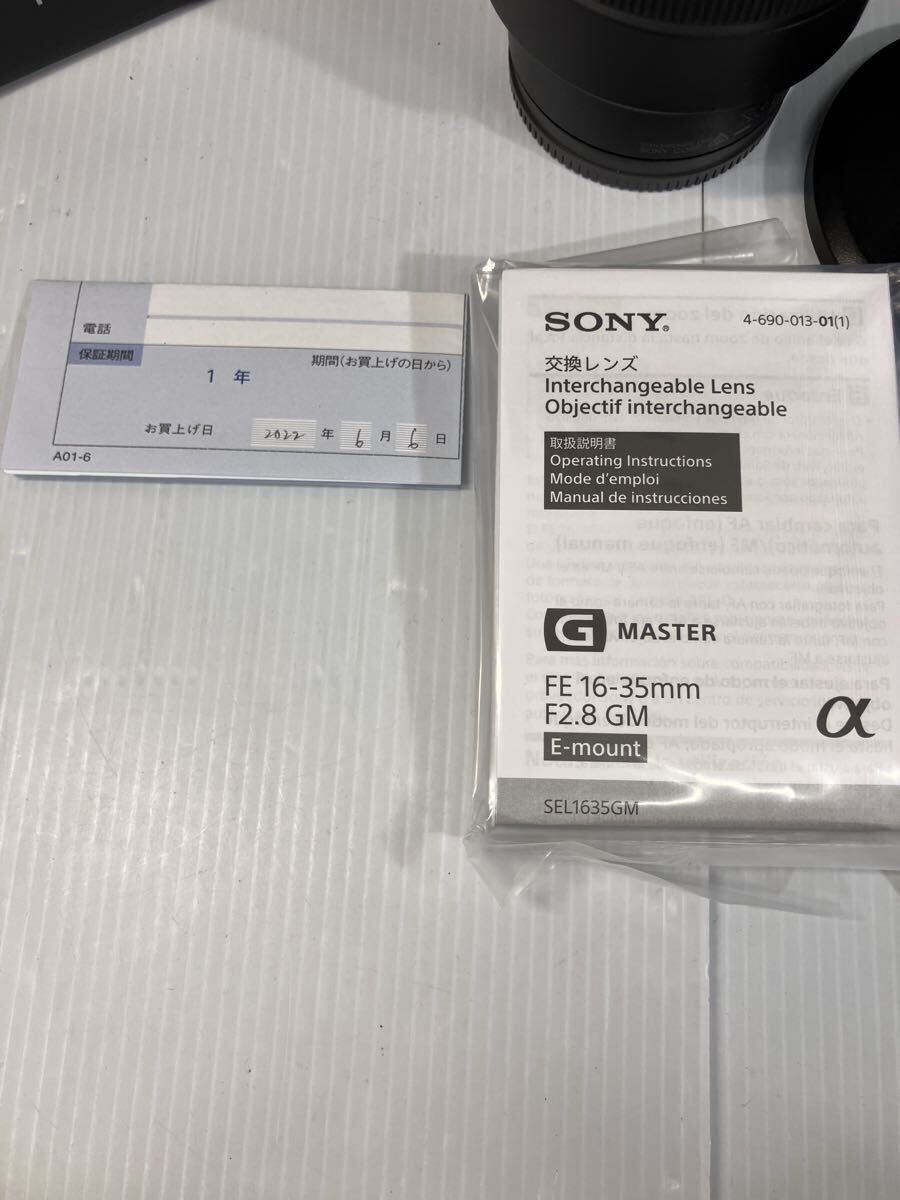 電話
保証期間
期間(お買上げの日から)
1 年
お買上げ日 2022 年 6 月 6 日
A01-6
SONY®
4-690-013-01(1)
交換レンズ
Interchangeable Lens
Objectif interchangeable
取扱説明書
Operating Instructions
Mode d'emploi
Manual de instrucciones
G MASTER
FE 16-35mm
F2.8 GM
α
E-mount
SEL1635GM